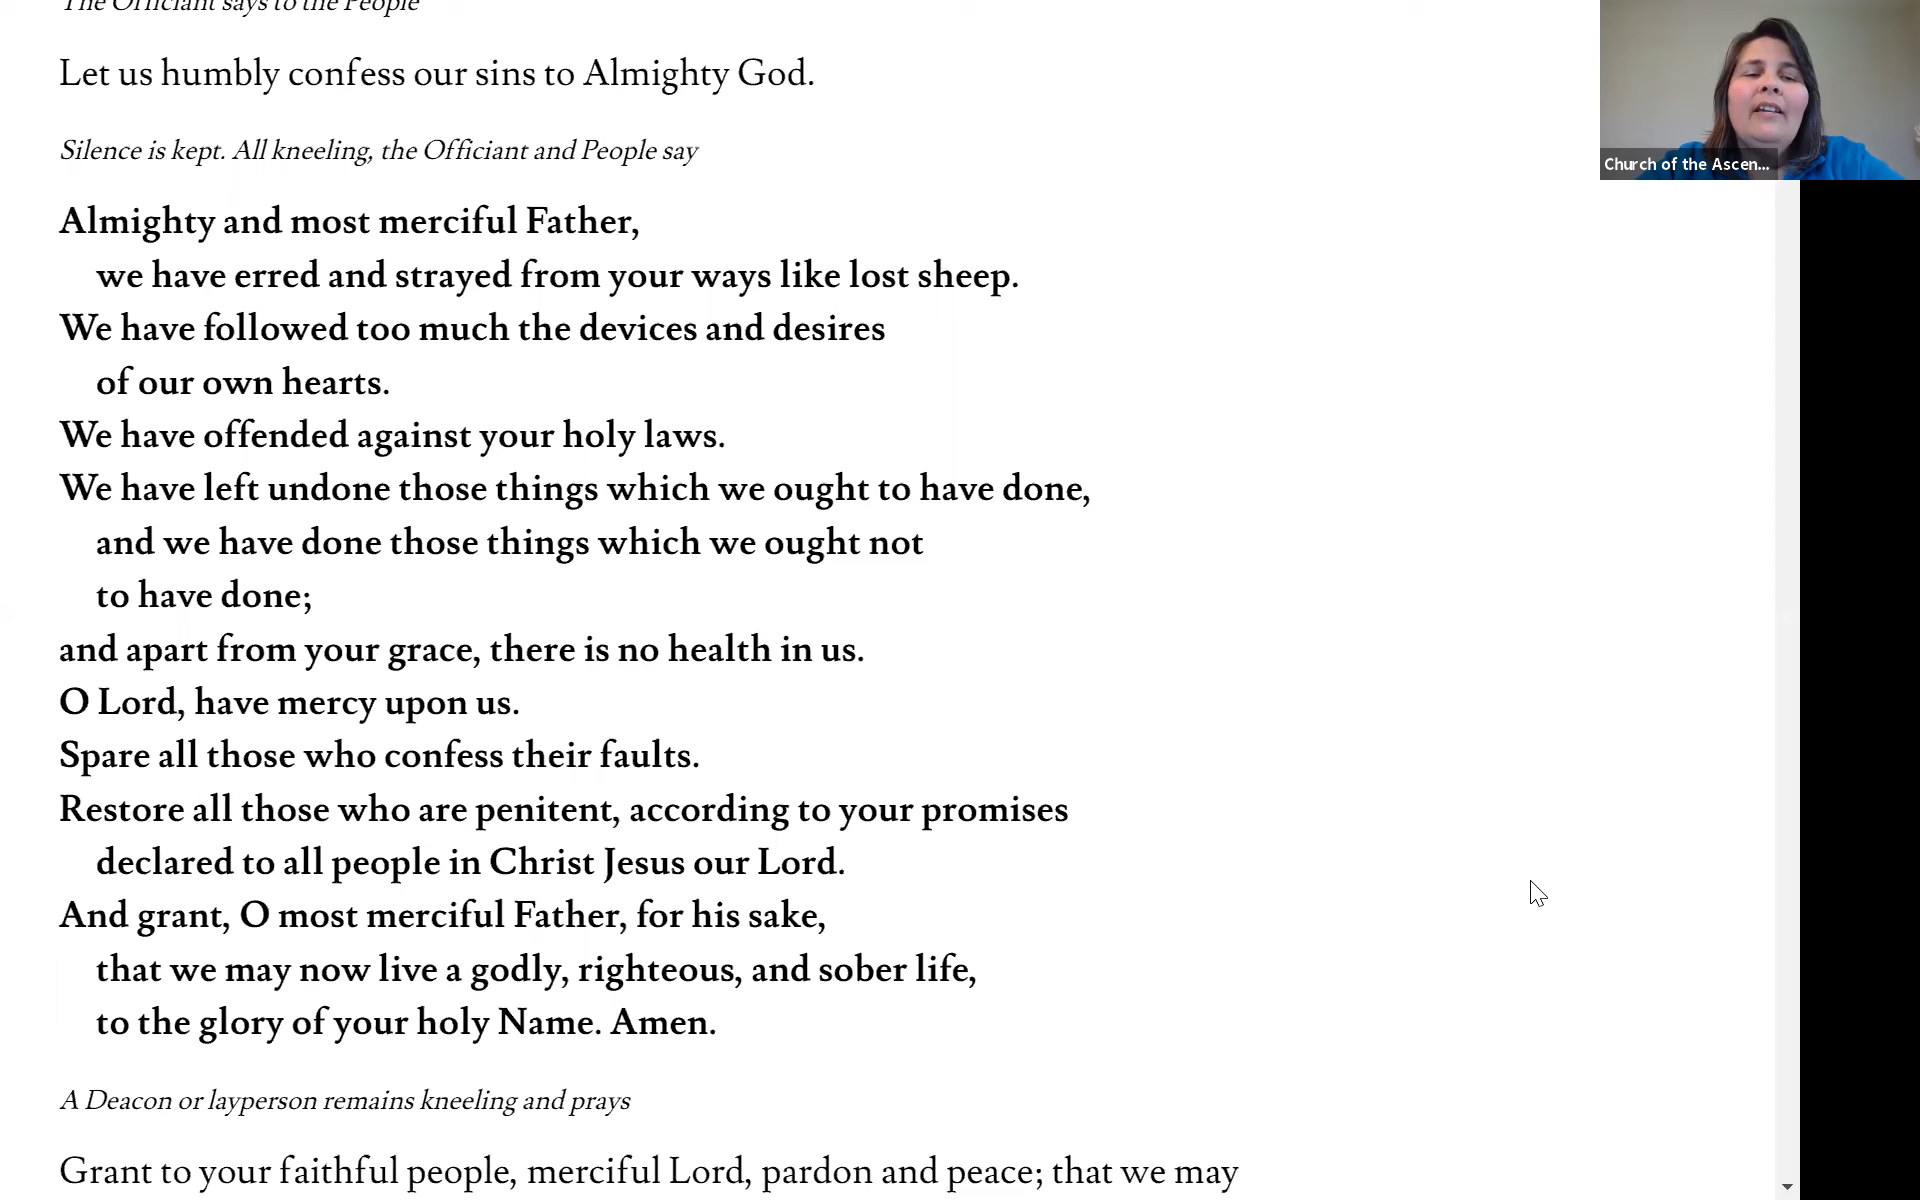 The Officiant says to the People
Let us humbly confess our sins to Almighty God.
Silence is kept. All kneeling, the Officiant and People say
Almighty and most merciful Father,
we have erred and strayed from your ways like lost sheep.
We have followed too much the devices and desires
of our own hearts.
We have offended against your holy laws.
We have left undone those things which we ought to have done,
and we have done those things which we ought not
to have done;
and apart from your grace, there is no health in us.
O Lord, have mercy upon us.
Spare all those who confess their faults.
Restore all those who are penitent, according to your promises
declared to all people in Christ Jesus our Lord.
And grant, O most merciful Father, for his sake,
that we may now live a godly, righteous, and sober life,
to the glory of your holy Name. Amen.
A Deacon or layperson remains kneeling and prays
Grant to your faithful people, merciful Lord, pardon and peace; that we may
Church of the Ascen...